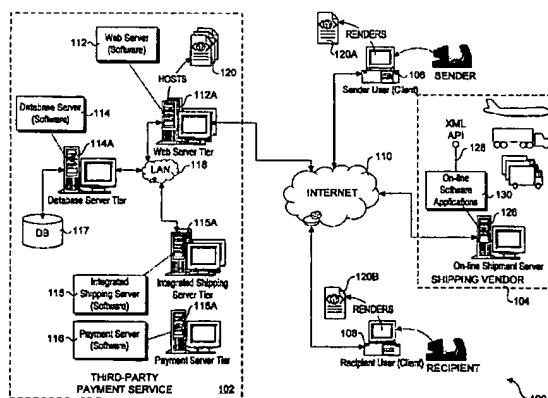 112
Web Server
(Software)
HOSTS
120
112A
Web Server Tier
Database Server
(Software)
114
114A
Database Server Tier
LAN
118
DB
117
115A
Integrated
Shipping Server
(Software)
115
Integrated Shipping
Server Tier
116
Payment Server
(Software)
116A
Payment Server Tier
THIRD-PARTY
PAYMENT SERVICE
102
120A
RENDERS
106
Sender User (Client)
SENDER
110
INTERNET
120B
RENDERS
108
Recipient User (Client)
RECIPIENT
XML
API
128
On-line
Software
Applications
130
126
On-line Shipment Server
SHIPPING VENDOR
104
100